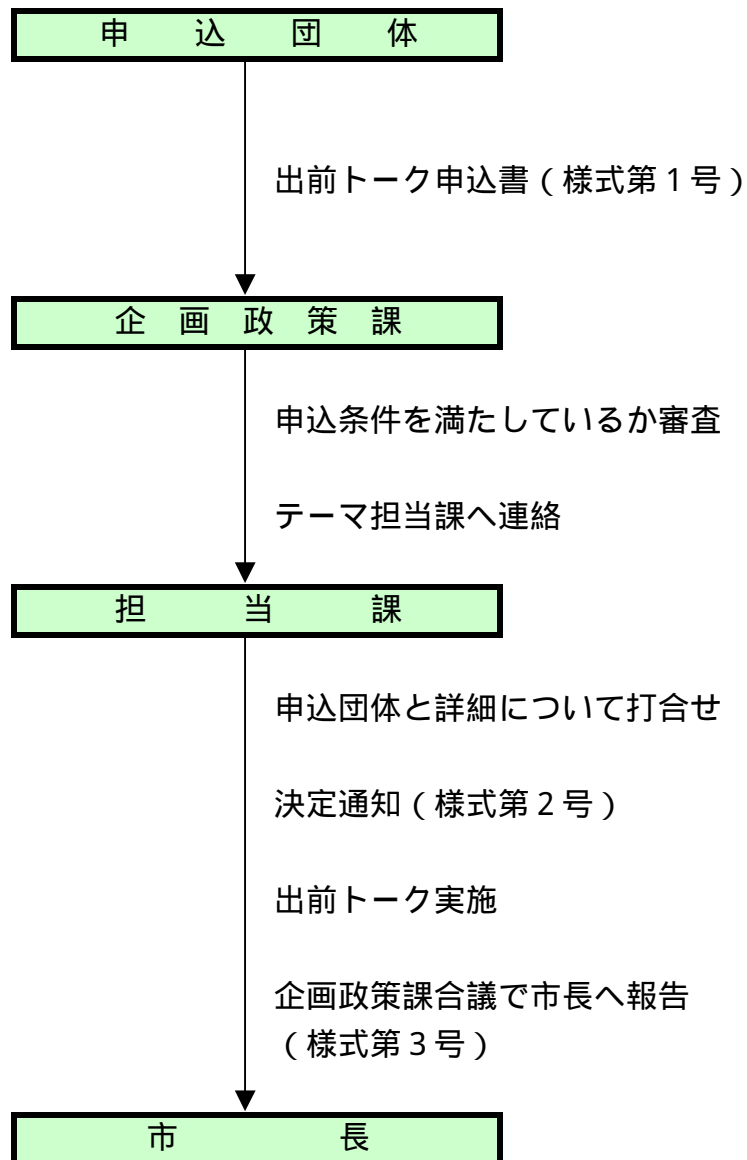 申込団体
出前トーク申込書（様式第１号）
企画政策課
申込条件を満たしているか審査
テーマ担当課へ連絡
担当課
申込団体と詳細について打合せ
決定通知（様式第２号）
出前トーク実施
企画政策課合議で市長へ報告
（様式第３号）
市長